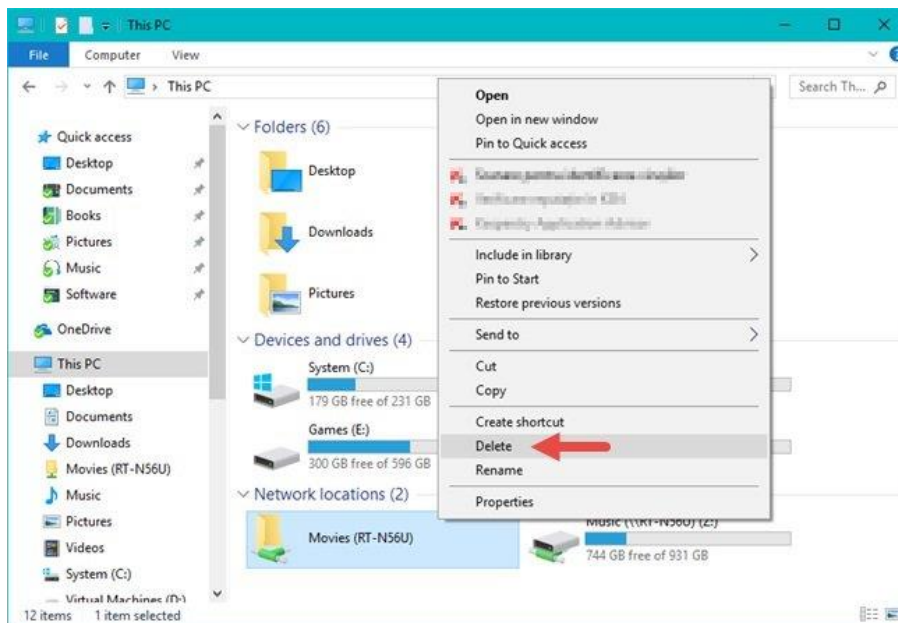 This PC
File Computer View
This PC
Search Th...
Quick access
Desktop
Documents
Books
Pictures
Music
Software
OneDrive
This PC
Desktop
Documents
Downloads
Movies (RT-N56U)
Music
Pictures
Videos
System (C:)
Virtual Machines (D:)
Folders (6)
Desktop
Downloads
Pictures
Devices and drives (4)
System (C:)
179 GB free of 231 GB
Games (E:)
300 GB free of 596 GB
Network locations (2)
Movies (RT-N56U)
Music (\\RT-N56U) (Z:)
744 GB free of 931 GB
Open
Open in new window
Pin to Quick access
Include in library
Pin to Start
Restore previous versions
Send to
Cut
Copy
Create shortcut
Delete
Rename
Properties
12 items 1 item selected